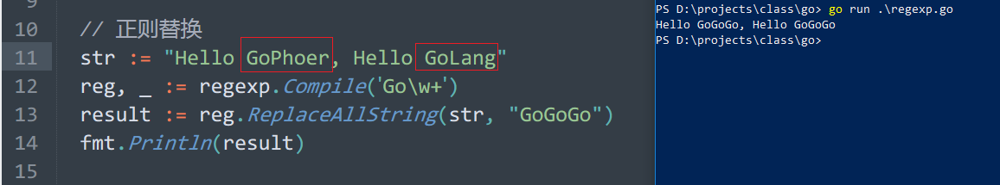 9
10 // 正则替换
11 str := "Hello GoPhoer, Hello GoLang"
12 reg, _ := regexp.Compile(`Go\w+`)
13 result := reg.ReplaceAllString(str, "GoGoGo")
14 fmt.Println(result)
15
PS D:\projects\class\go> go run .\regexp.go
Hello GoGoGo, Hello GoGoGo
PS D:\projects\class\go>